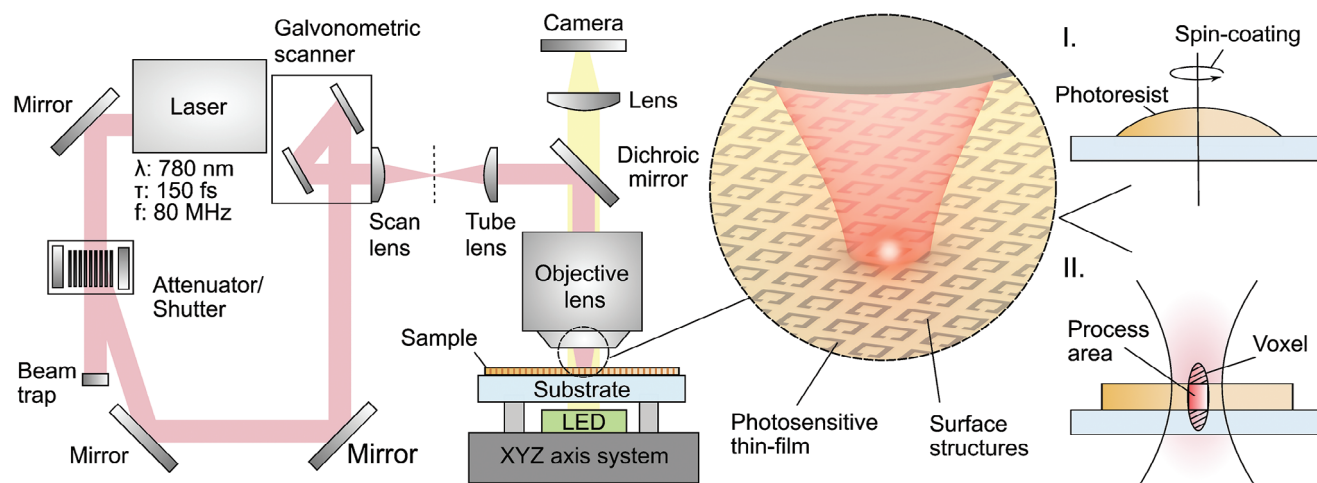 Galvonometric
scanner
Camera
Mirror
Laser
λ: 780 nm
τ: 150 fs
f: 80 MHz
Lens
Dichroic
mirror
Scan
lens
Tube
lens
Attenuator/
Shutter
Objective
lens
Sample
Beam
trap
Substrate
LED
Mirror
Mirror
XYZ axis system
Photosensitive
thin-film
Surface
structures
I.
Spin-coating
Photoresist
II.
Process
area
Voxel